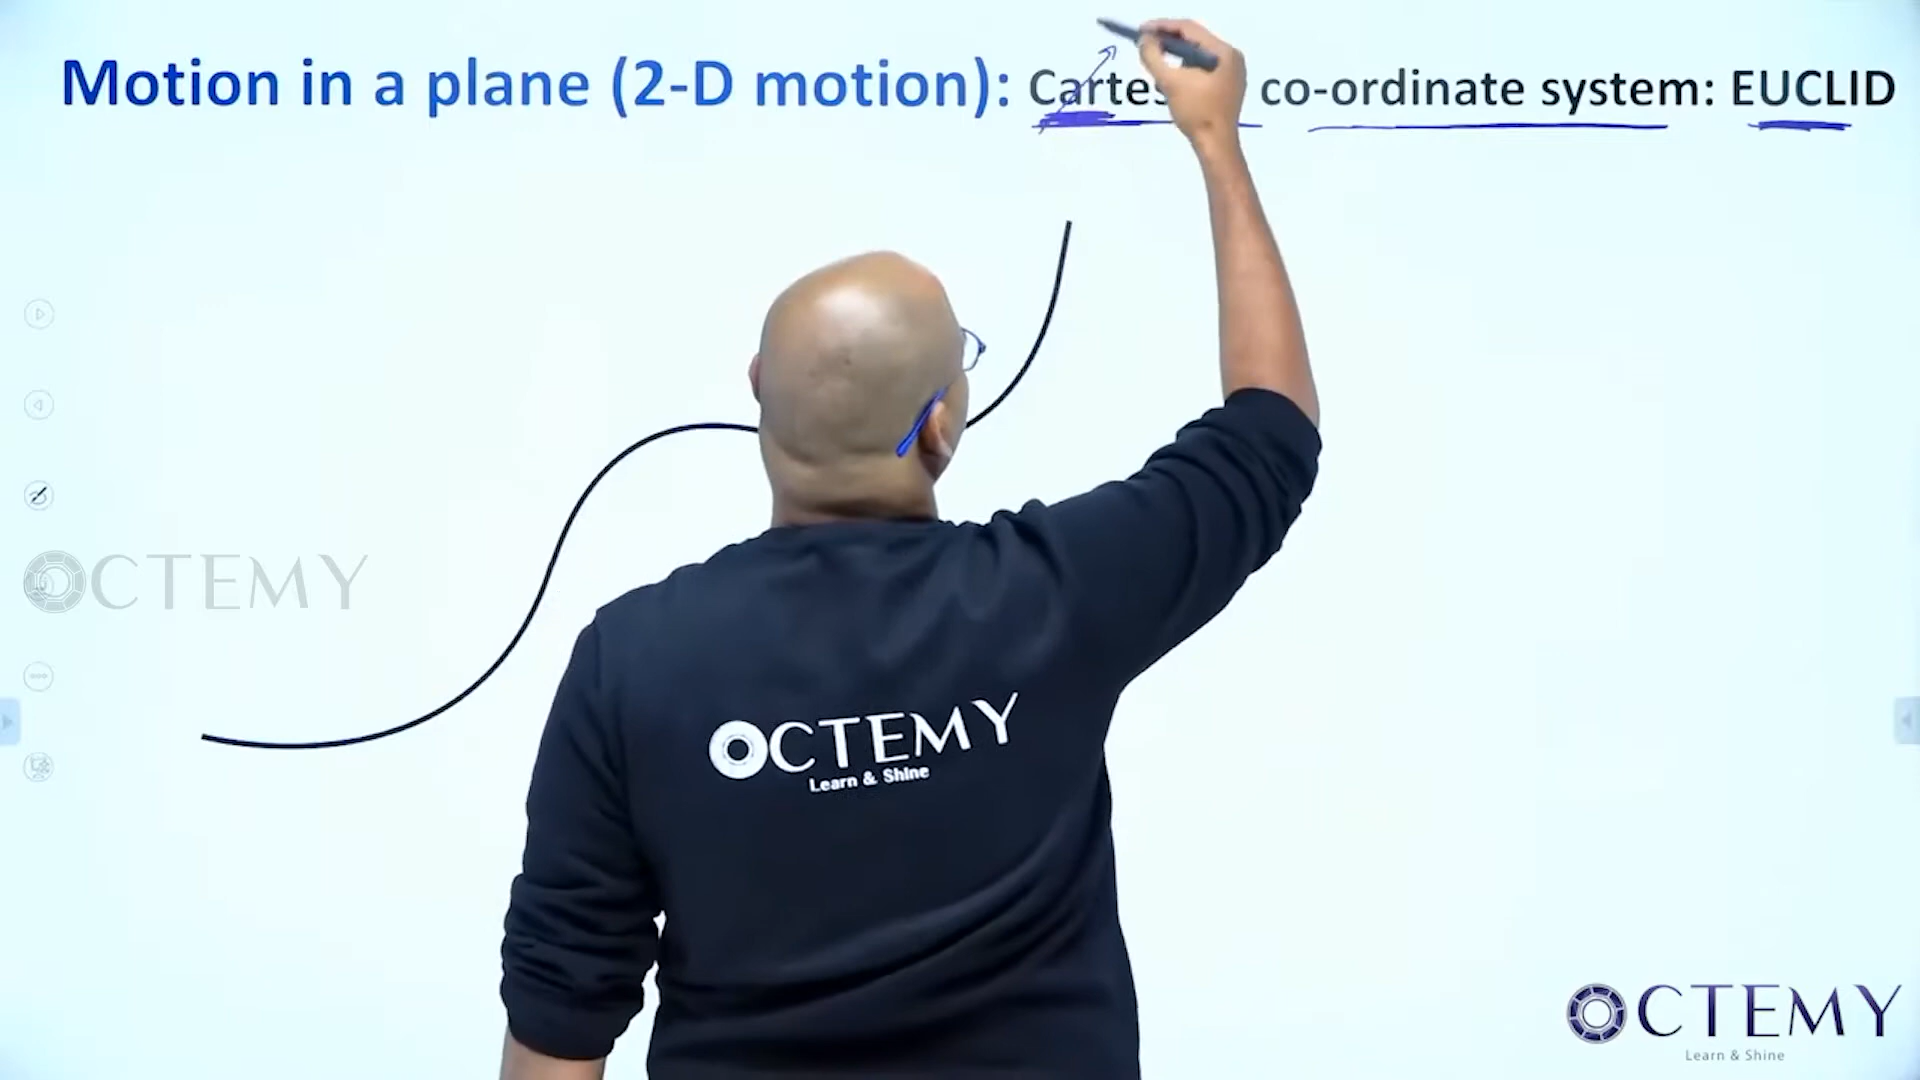 Motion in a plane (2-D motion): Cartes co-ordinate system: EUCLID
OCTEMY
OCTEMY
Learn & Shine
OCTEMY
Learn & Shine